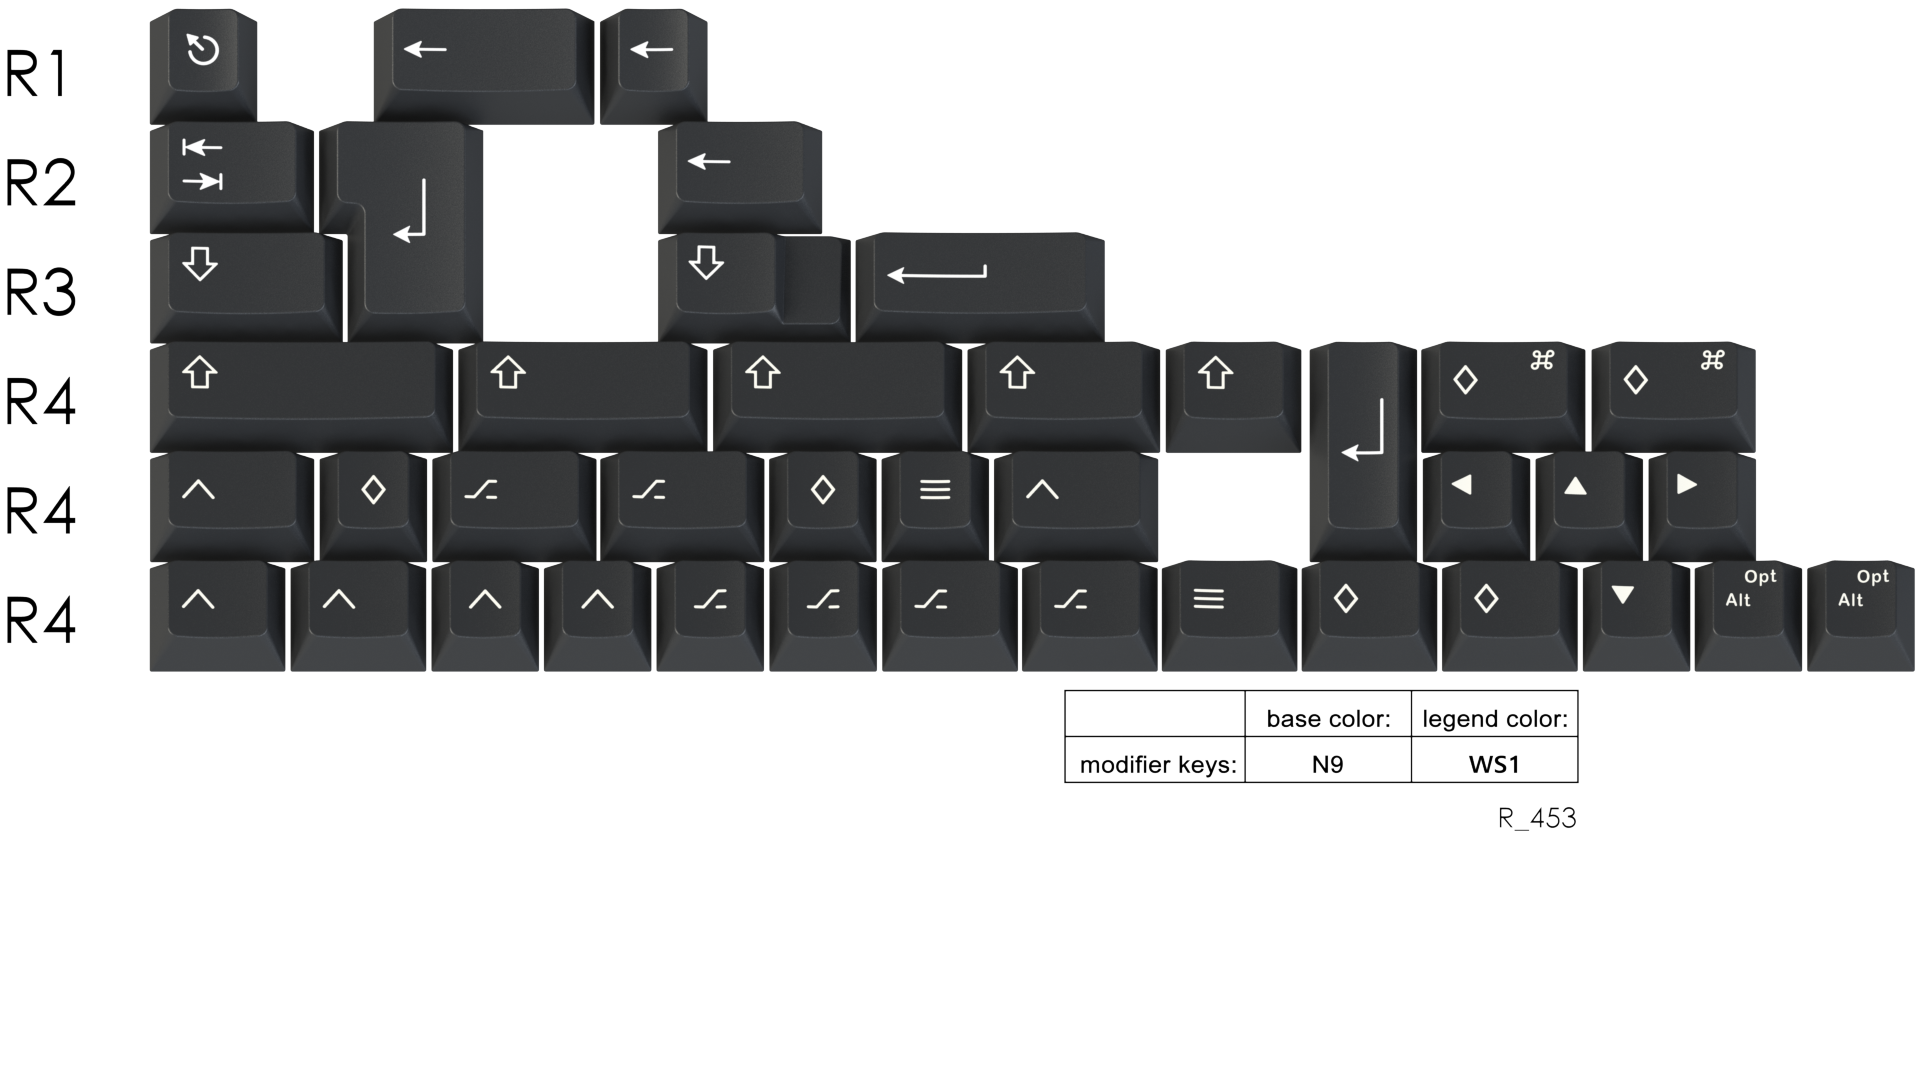 R1
R2
R3
R4
⌘ ⌘
R4
R4
Opt Opt
Alt Alt
base color: legend color:
modifier keys: N9 WS1
R_453